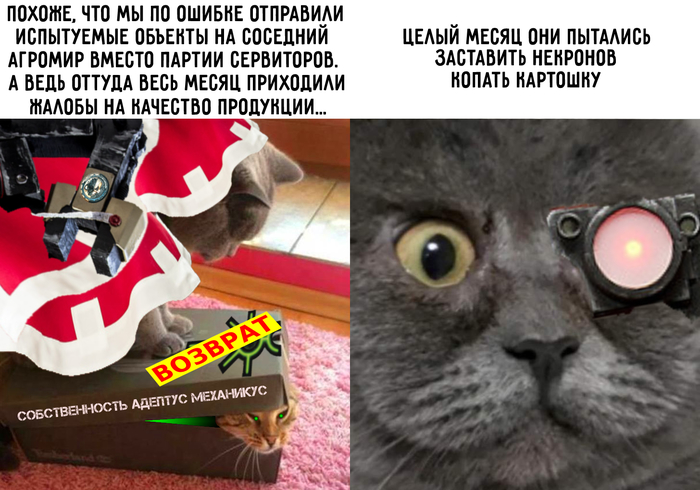 ПОХОЖЕ, ЧТО МЫ ПО ОШИБКЕ ОТПРАВИЛИ
ИСПЫТУЕМЫЕ ОБЪЕКТЫ НА СОСЕДНИЙ
АГРОМИР ВМЕСТО ПАРТИИ СЕРВИТОРОВ.
А ВЕДЬ ОТТУДА ВЕСЬ МЕСЯЦ ПРИХОДИЛИ
ЖАЛОБЫ НА КАЧЕСТВО ПРОДУКЦИИ...
ЦЕЛЫЙ МЕСЯЦ ОНИ ПЫТАЛИСЬ
ЗАСТАВИТЬ НЕКРОНОВ
КОПАТЬ КАРТОШКУ
ВОЗВРАТ
СОБСТВЕННОСТЬ АДЕПТУС МЕХАНИКУС
Timberland